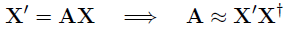 X′ = AX ⟹ A ≈ X′X†